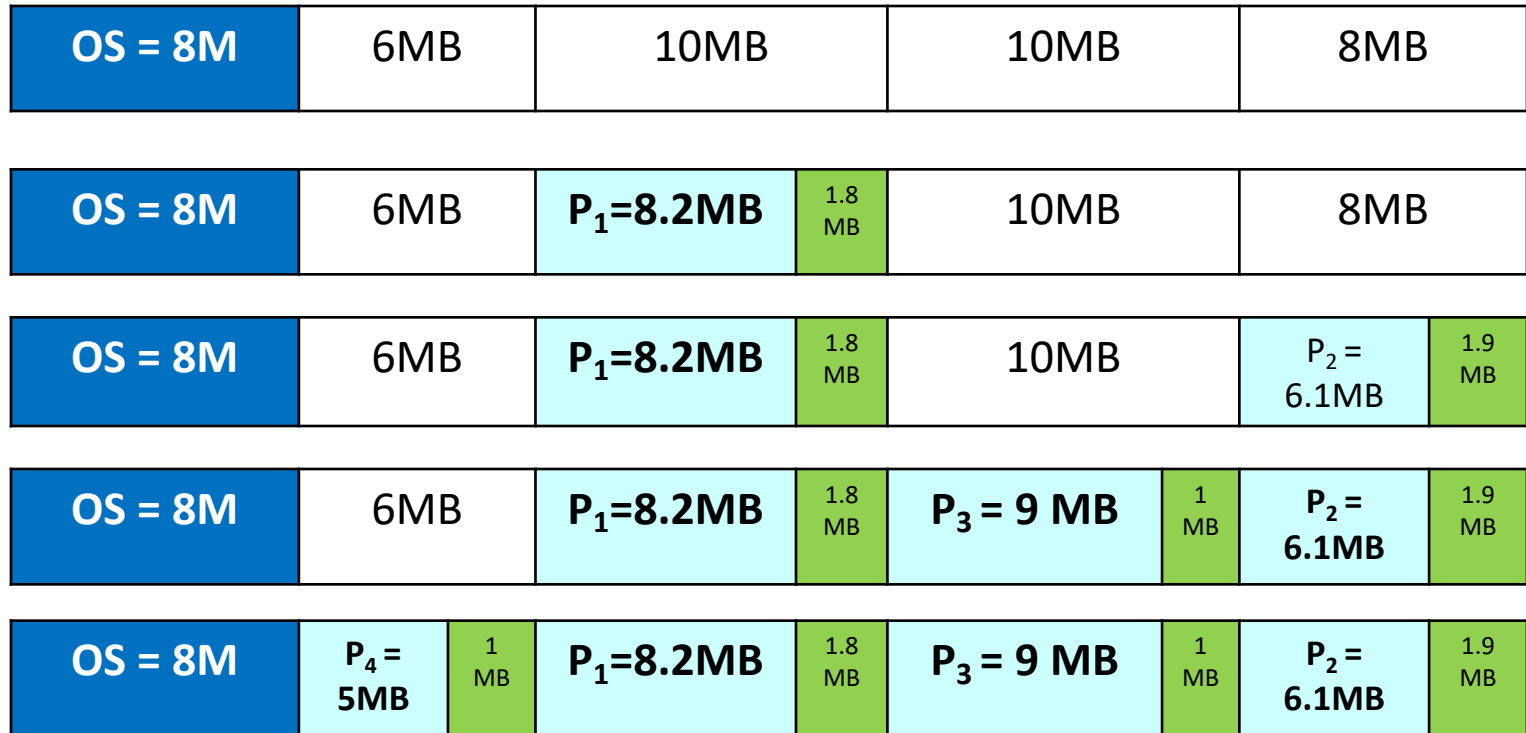 OS = 8M 6MB 10MB 10MB 8MB
OS = 8M 6MB P₁=8.2MB 1.8 MB 10MB 8MB
OS = 8M 6MB P₁=8.2MB 1.8 MB 10MB P₂ = 6.1MB 1.9 MB
OS = 8M 6MB P₁=8.2MB 1.8 MB P₃ = 9 MB 1 MB P₂ = 6.1MB 1.9 MB
OS = 8M P₄ = 5MB 1 MB P₁=8.2MB 1.8 MB P₃ = 9 MB 1 MB P₂ = 6.1MB 1.9 MB